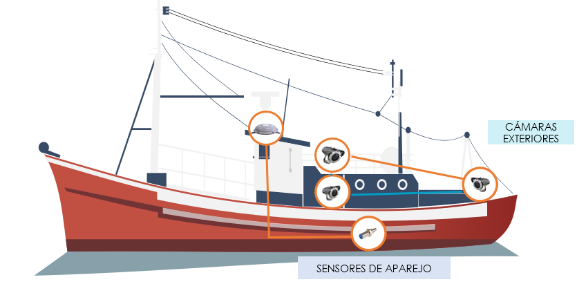 CÁMARAS
EXTERIORES
SENSORES DE APAREJO